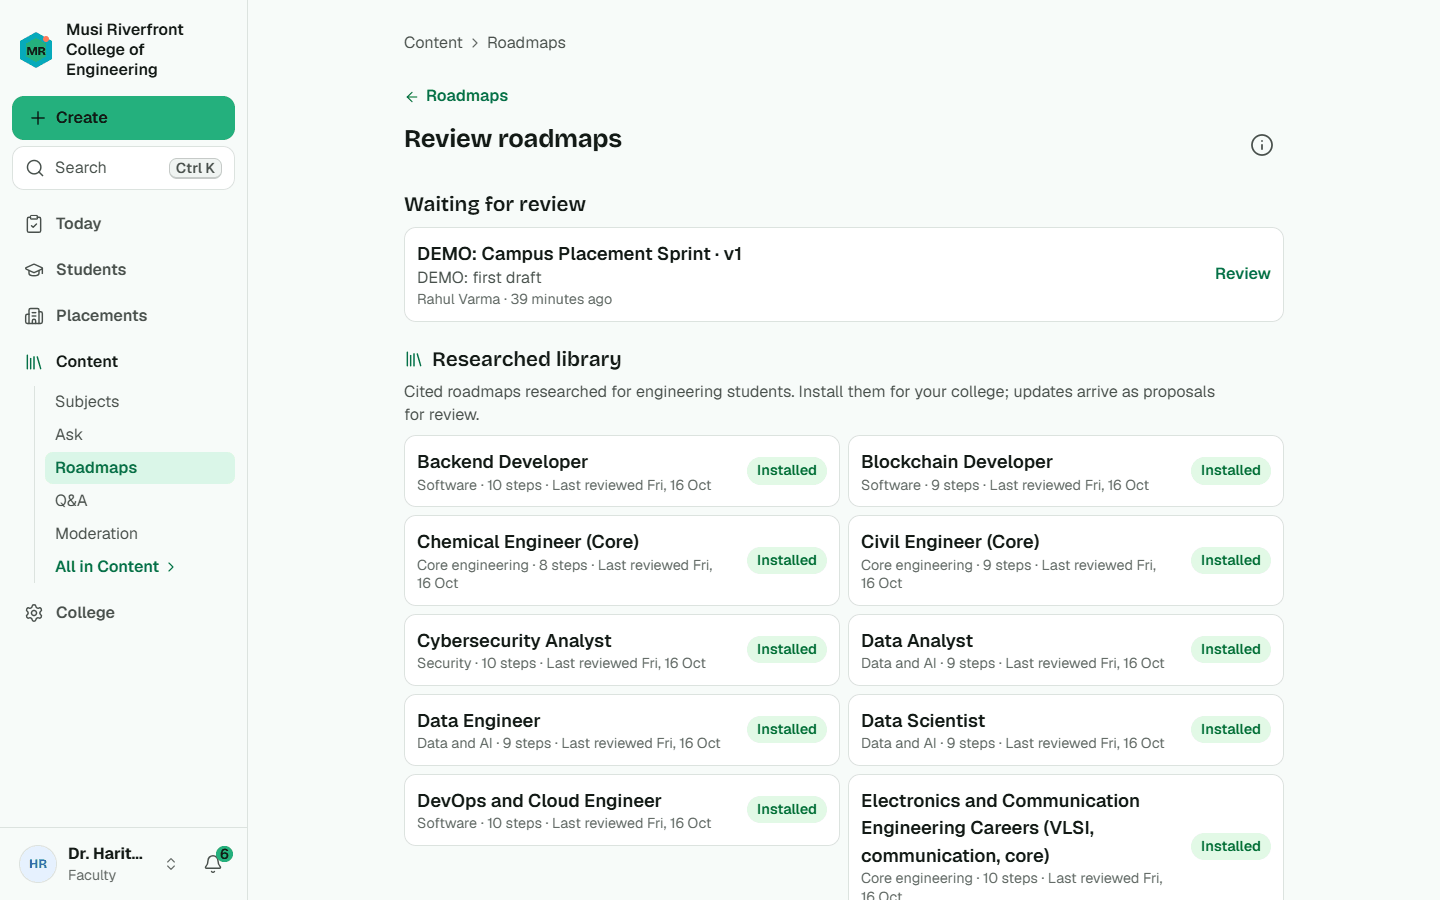 MR
Musi Riverfront
College of
Engineering
Create
Search
Ctrl K
Today
Students
Placements
Content
Subjects
Ask
Roadmaps
Q&A
Moderation
All in Content
College
HR
Dr. Harit...
Faculty
6
Content > Roadmaps
← Roadmaps
Review roadmaps
Waiting for review
DEMO: Campus Placement Sprint · v1
DEMO: first draft
Rahul Varma · 39 minutes ago
Review
Researched library
Cited roadmaps researched for engineering students. Install them for your college; updates arrive as proposals
for review.
Backend Developer
Software · 10 steps · Last reviewed Fri, 16 Oct
Installed
Blockchain Developer
Software · 9 steps · Last reviewed Fri, 16 Oct
Installed
Chemical Engineer (Core)
Core engineering · 8 steps · Last reviewed Fri,
16 Oct
Installed
Civil Engineer (Core)
Core engineering · 9 steps · Last reviewed Fri,
16 Oct
Installed
Cybersecurity Analyst
Security · 10 steps · Last reviewed Fri, 16 Oct
Installed
Data Analyst
Data and AI · 9 steps · Last reviewed Fri, 16 Oct
Installed
Data Engineer
Data and AI · 9 steps · Last reviewed Fri, 16 Oct
Installed
Data Scientist
Data and AI · 9 steps · Last reviewed Fri, 16 Oct
Installed
DevOps and Cloud Engineer
Software · 10 steps · Last reviewed Fri, 16 Oct
Installed
Electronics and Communication
Engineering Careers (VLSI,
communication, core)
Core engineering · 10 steps · Last reviewed Fri,
16 Oct
Installed